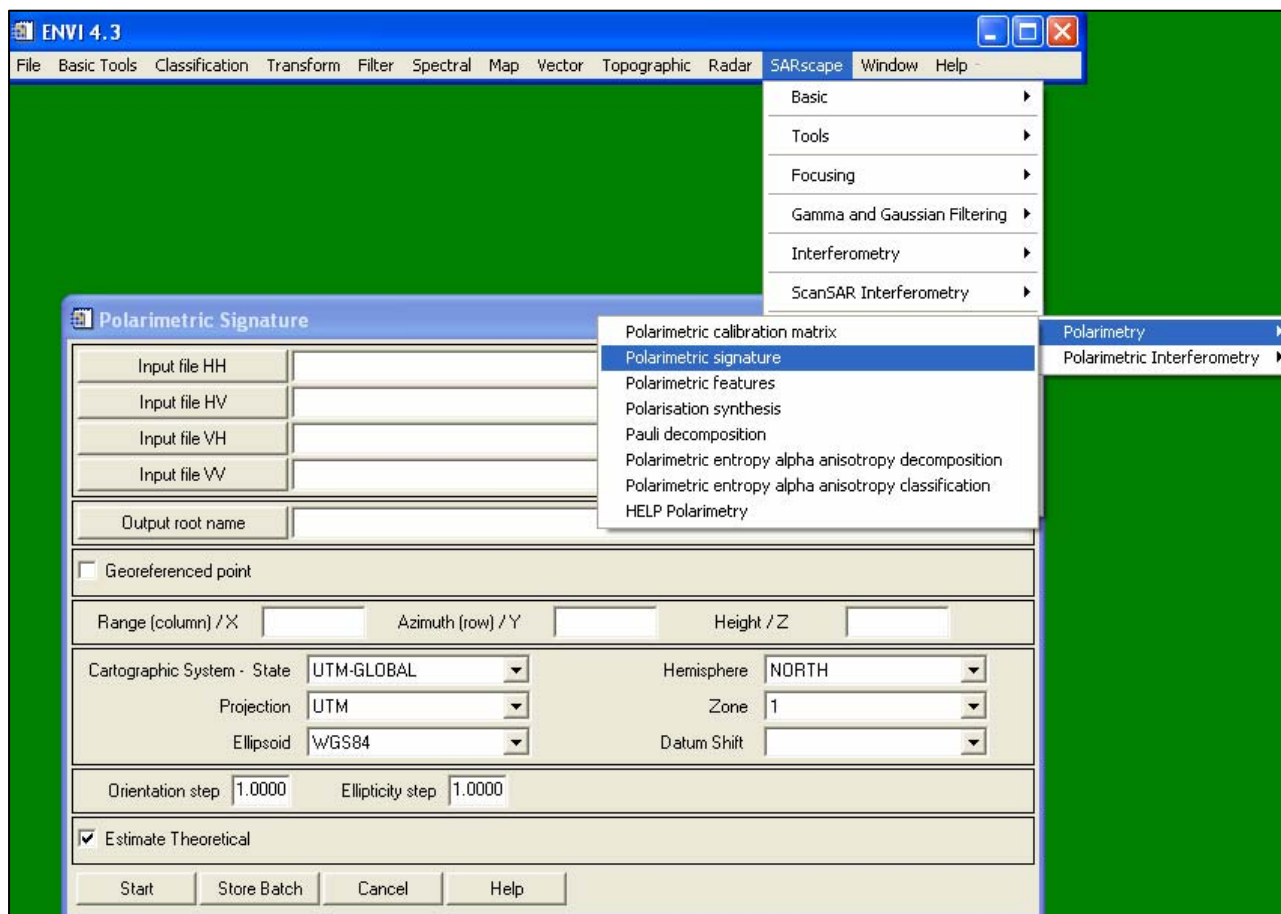 ENVI 4.3
File Basic Tools Classification Transform Filter Spectral Map Vector Topographic Radar SARscape Window Help
Basic
Tools
Focusing
Gamma and Gaussian Filtering
Interferometry
ScanSAR Interferometry
Polarimetry
Polarimetric Interferometry
Polarimetric calibration matrix
Polarimetric signature
Polarimetric features
Polarisation synthesis
Pauli decomposition
Polarimetric entropy alpha anisotropy decomposition
Polarimetric entropy alpha anisotropy classification
HELP Polarimetry
Polarimetric Signature
Input file HH
Input file HV
Input file VH
Input file VV
Output root name
Georeferenced point
Range (column) / X Azimuth (row) / Y Height / Z
Cartographic System - State UTM-GLOBAL Hemisphere NORTH
Projection UTM Zone 1
Ellipsoid WGS84 Datum Shift
Orientation step 1.0000 Ellipticity step 1.0000
Estimate Theoretical
Start Store Batch Cancel Help